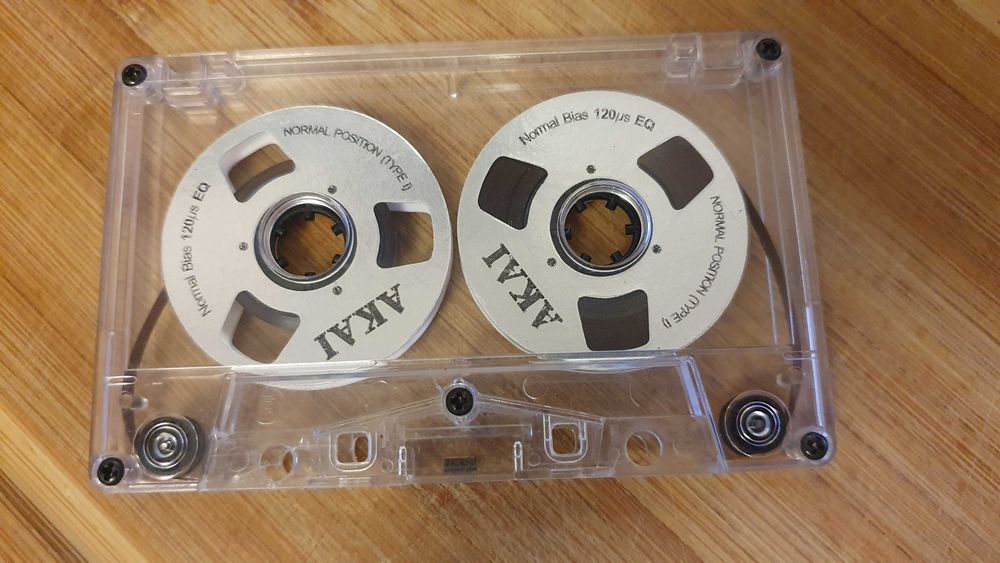 NORMAL POSITION (TYPE I)
Normal Bias 120µs EQ
AKAI
Normal Bias 120µs EQ
NORMAL POSITION (TYPE I)
AKAI